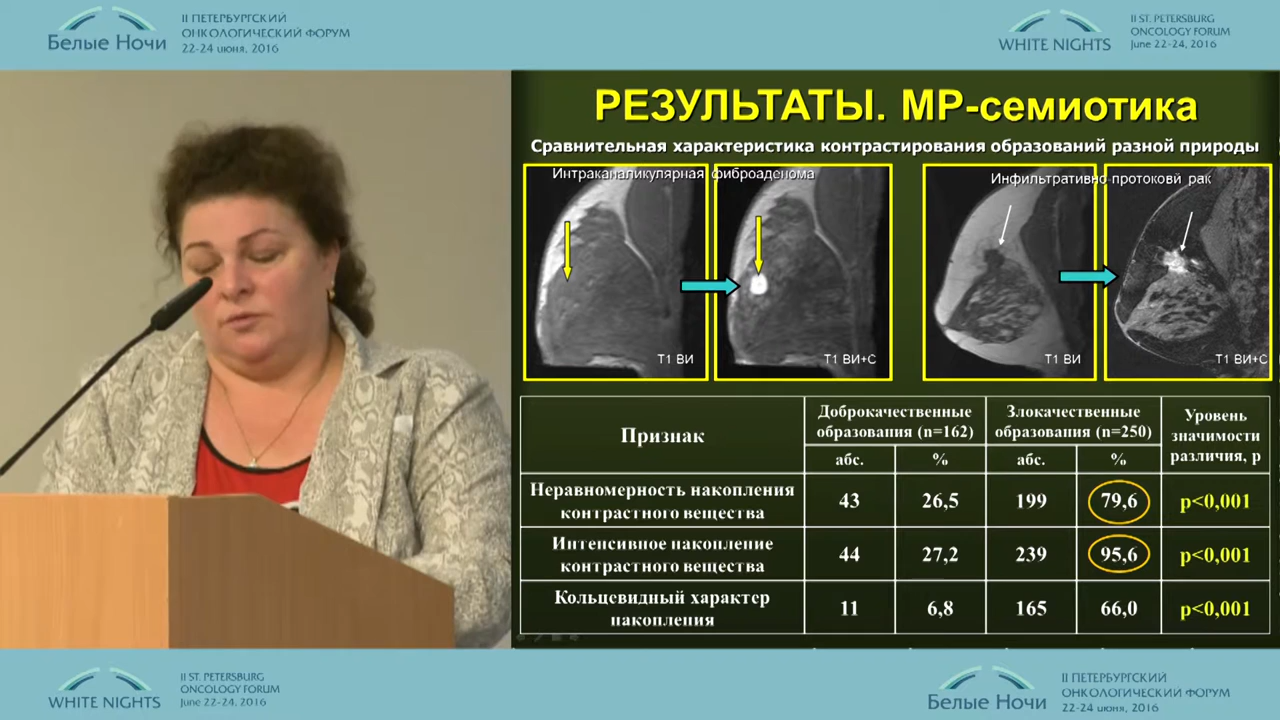 Белые Ночи
II ПЕТЕРБУРГСКИЙ
ОНКОЛОГИЧЕСКИЙ ФОРУМ
22-24 июня, 2016
WHITE NIGHTS
II ST. PETERSBURG
ONCOLOGY FORUM
June 22-24, 2016
РЕЗУЛЬТАТЫ. МР-семиотика
Сравнительная характеристика контрастирования образований разной природы
Интраканаликулярная фиброаденома
Инфильтративно-протоковй рак
Т1 ВИ
Т1 ВИ+С
Т1 ВИ
Т1 ВИ+С
Признак
Доброкачественные
образования (n=162)
Злокачественные
образования (n=250)
Уровень
значимости
различия, р
абс.
%
абс.
%
Неравномерность накопления
контрастного вещества
43
26,5
199
79,6
p<0,001
Интенсивное накопление
контрастного вещества
44
27,2
239
95,6
p<0,001
Кольцевидный характер
накопления
11
6,8
165
66,0
p<0,001
WHITE NIGHTS
II ST. PETERSBURG
ONCOLOGY FORUM
June 22-24, 2016
Белые Ночи
II ПЕТЕРБУРГСКИЙ
ОНКОЛОГИЧЕСКИЙ ФОРУМ
22-24 июня, 2016